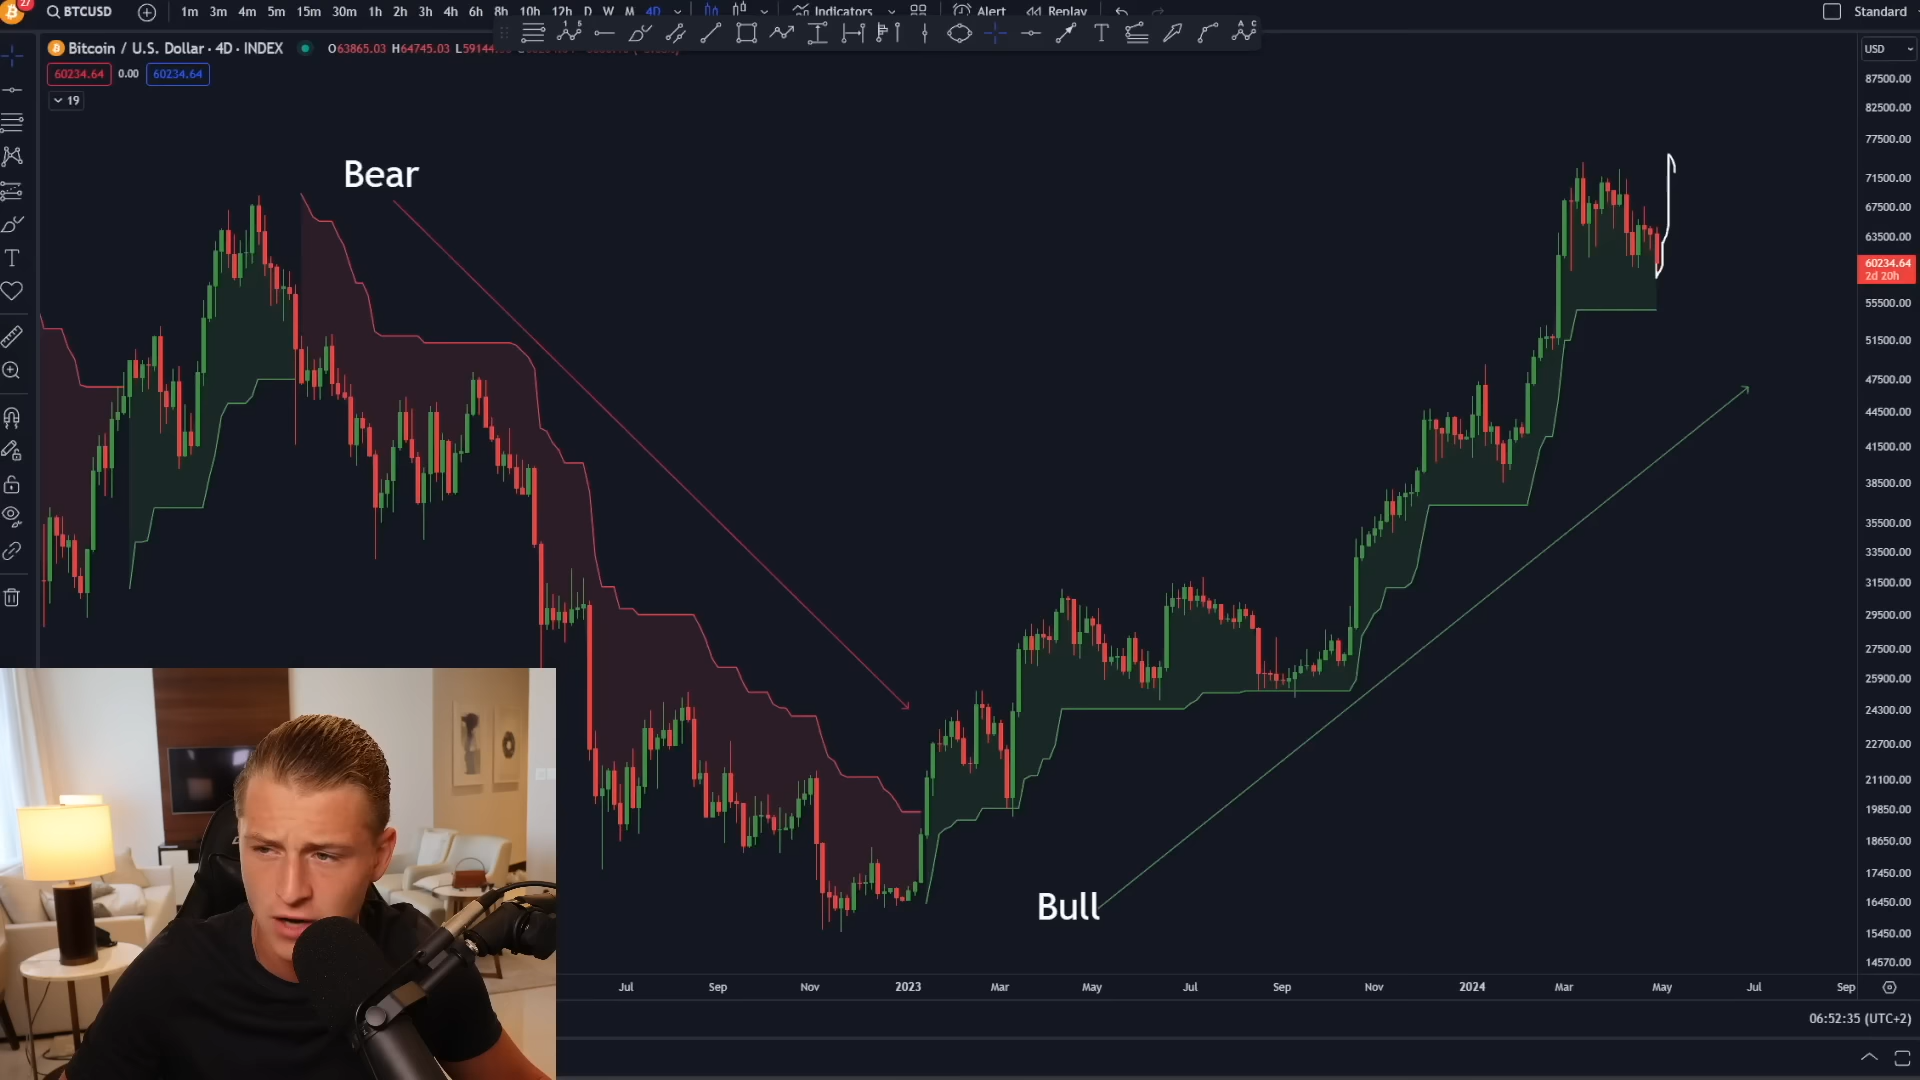 27
BTCUSD
1m 3m 4m 5m 15m 30m 1h 2h 3h 4h 6h 8h 10h 12h D W M 4D
Indicators
Alert
Replay
Standard
Bitcoin / U.S. Dollar · 4D · INDEX
O63865.03 H64745.03 L59144
60234.64 0.00 60234.64
19
USD
87500.00
82500.00
77500.00
71500.00
67500.00
63500.00
60234.64
2d 20h
55500.00
51500.00
47500.00
44500.00
41500.00
38500.00
35500.00
33500.00
31500.00
29500.00
27500.00
25900.00
24300.00
22700.00
21100.00
19850.00
18650.00
17450.00
16450.00
15450.00
14570.00
Bear
Bull
Jul Sep Nov 2023 Mar May Jul Sep Nov 2024 Mar May Jul Sep
06:52:35 (UTC+2)